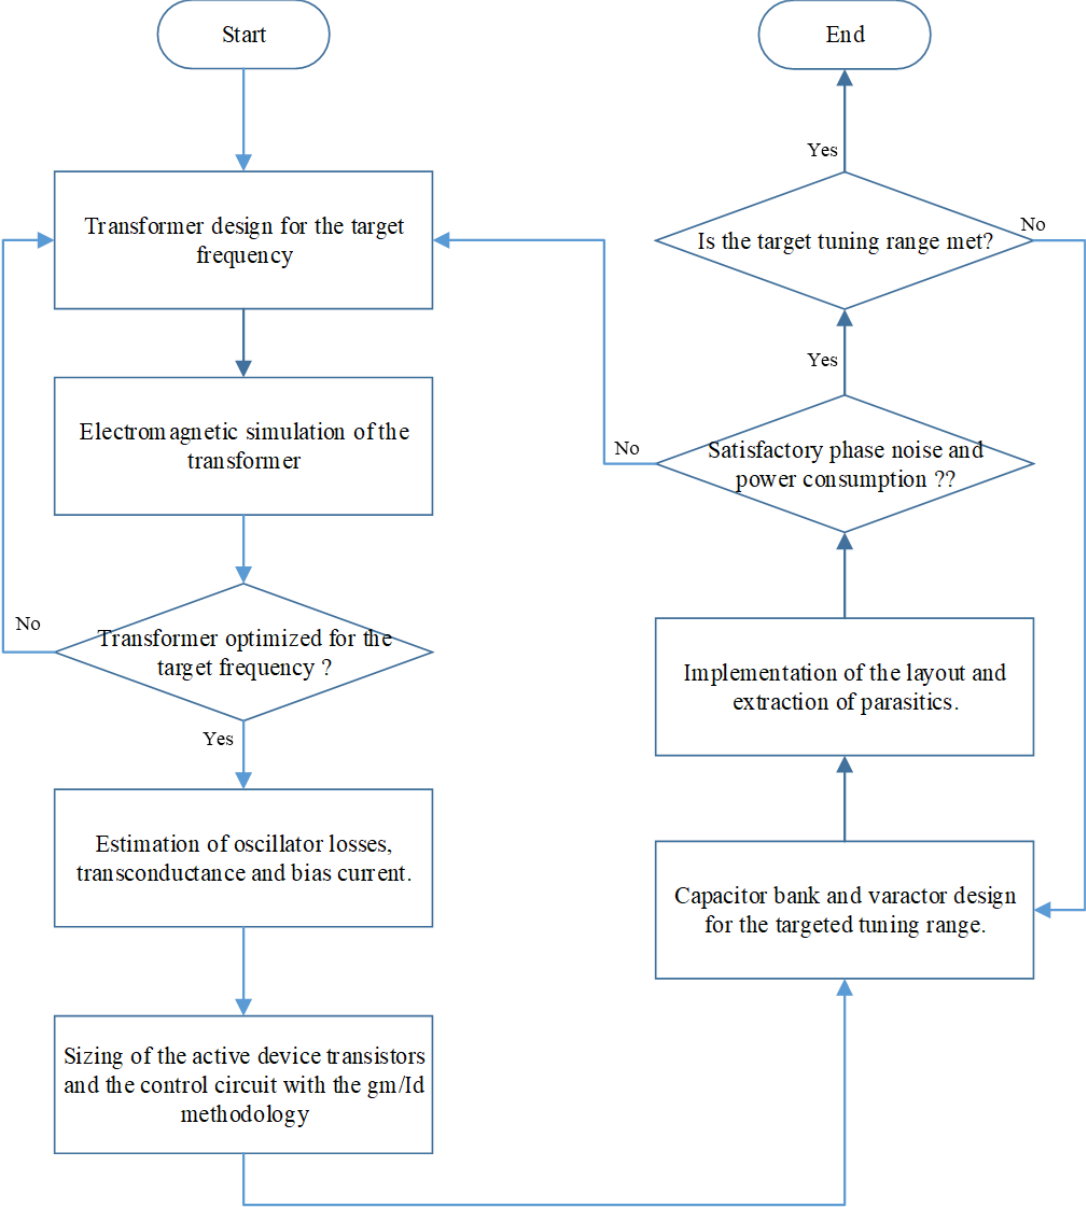 Start
Transformer design for the target
frequency
Electromagnetic simulation of the
transformer
No
Transformer optimized for the
target frequency ?
Yes
Estimation of oscillator losses,
transconductance and bias current.
Sizing of the active device transistors
and the control circuit with the gm/Id
methodology
End
Yes
No
Is the target tuning range met?
Yes
No
Satisfactory phase noise and
power consumption ??
Implementation of the layout and
extraction of parasitics.
Capacitor bank and varactor design
for the targeted tuning range.